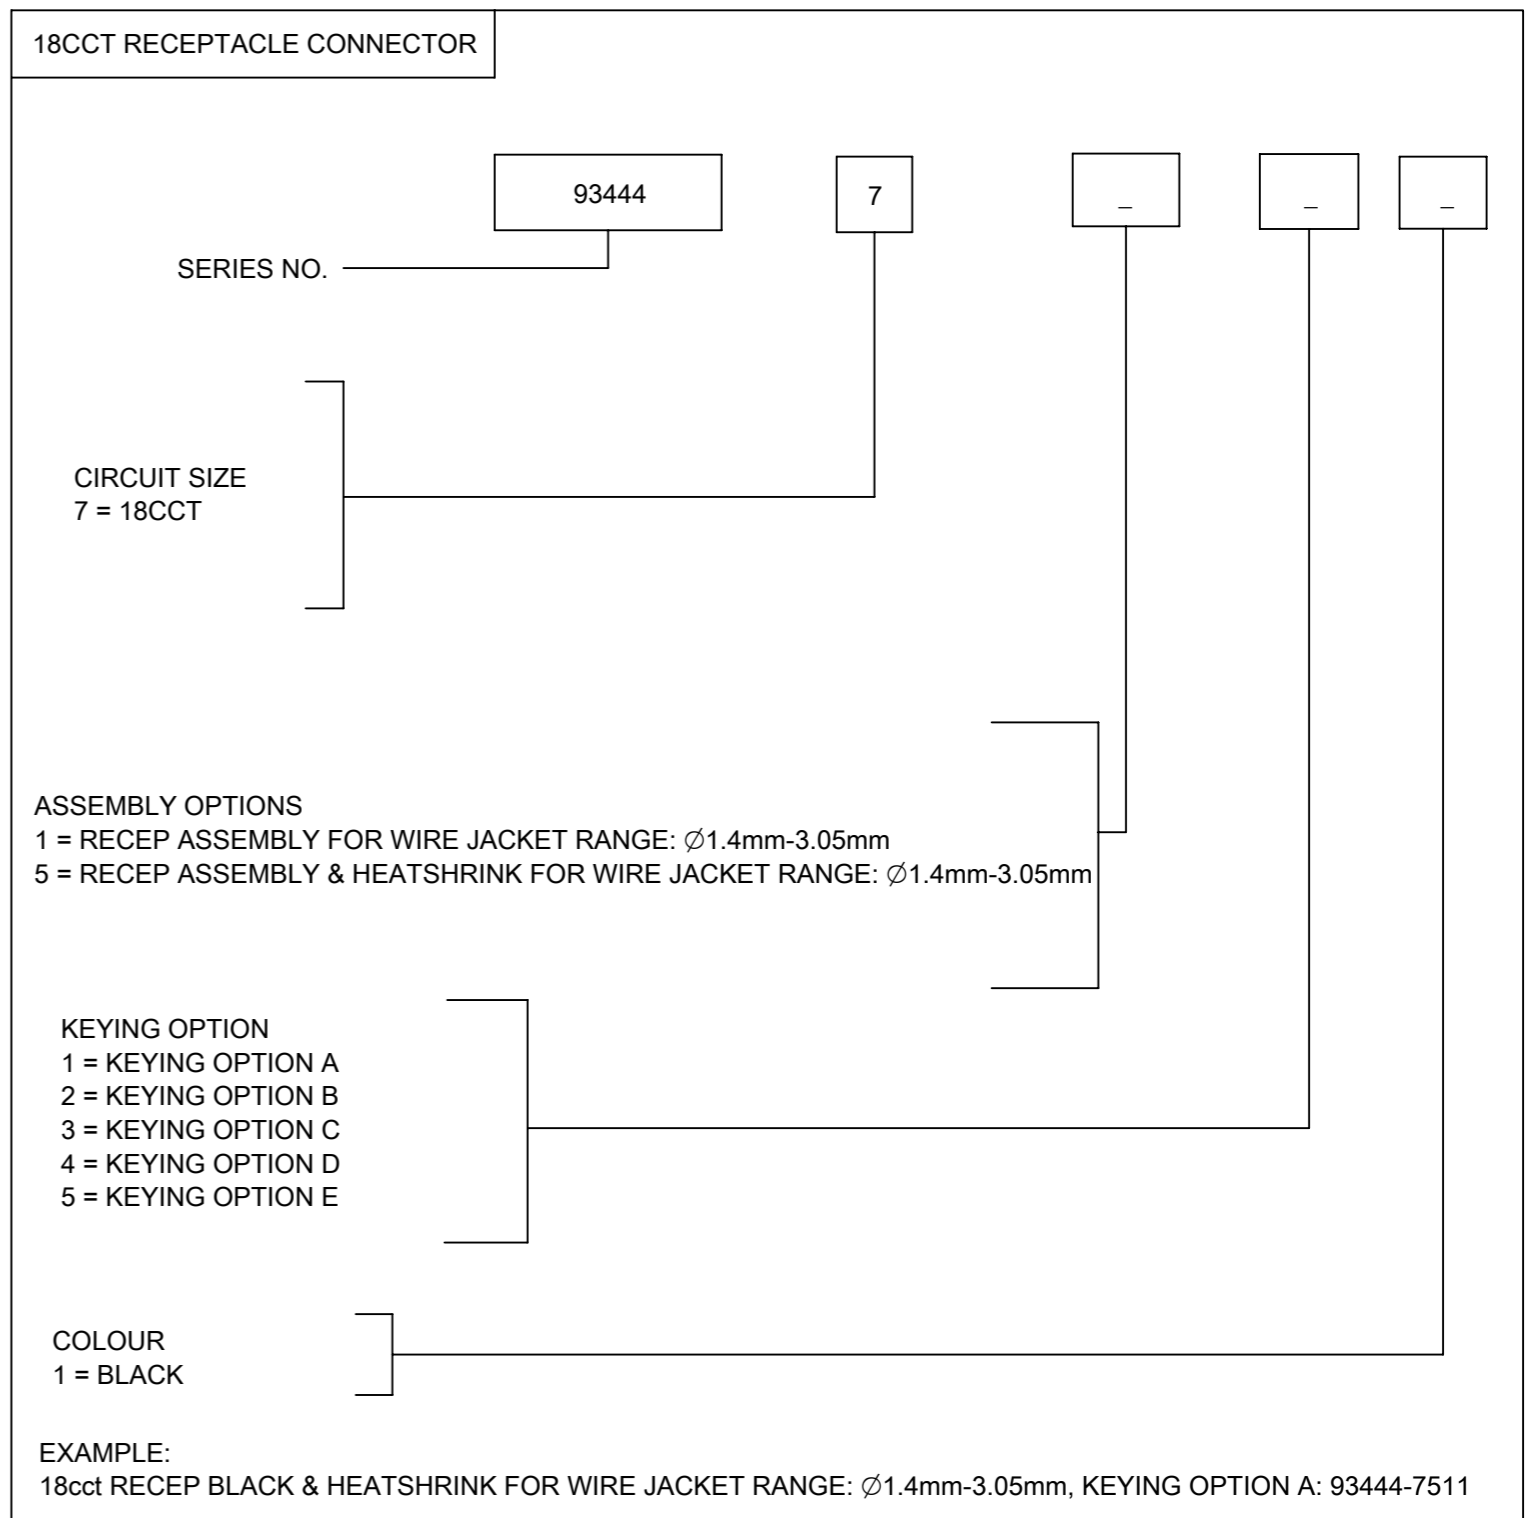 18CCT RECEPTACLE CONNECTOR
93444 7 _ _ _
SERIES NO.
CIRCUIT SIZE
7 = 18CCT
ASSEMBLY OPTIONS
1 = RECEP ASSEMBLY FOR WIRE JACKET RANGE: ∅1.4mm-3.05mm
5 = RECEP ASSEMBLY & HEATSHRINK FOR WIRE JACKET RANGE: ∅1.4mm-3.05mm
KEYING OPTION
1 = KEYING OPTION A
2 = KEYING OPTION B
3 = KEYING OPTION C
4 = KEYING OPTION D
5 = KEYING OPTION E
COLOUR
1 = BLACK
EXAMPLE:
18cct RECEP BLACK & HEATSHRINK FOR WIRE JACKET RANGE: ∅1.4mm-3.05mm, KEYING OPTION A: 93444-7511